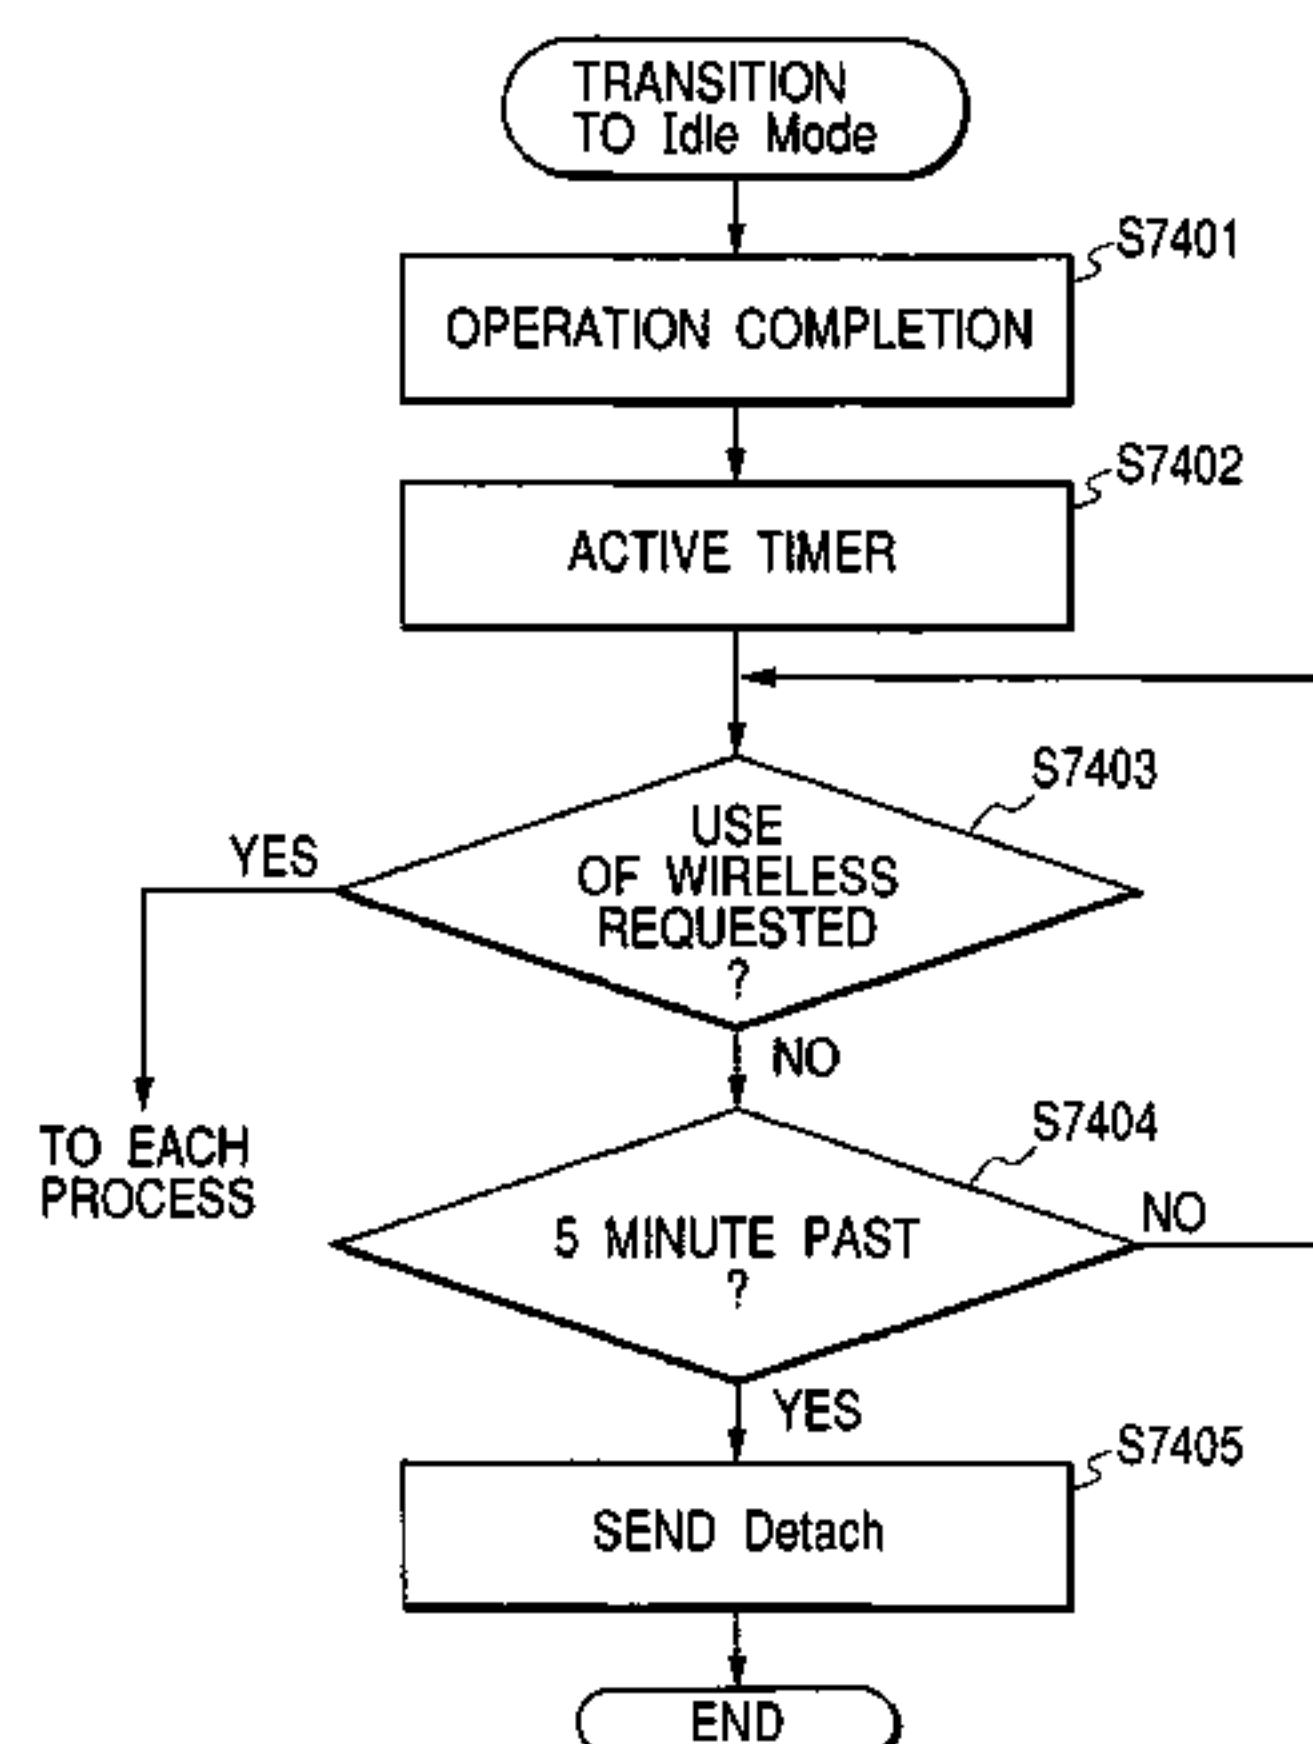 TRANSITION
TO Idle Mode
S7401
OPERATION COMPLETION
S7402
ACTIVE TIMER
S7403
USE
OF WIRELESS
REQUESTED
?
YES
NO
TO EACH
PROCESS
S7404
5 MINUTE PAST
?
NO
YES
S7405
SEND Detach
END